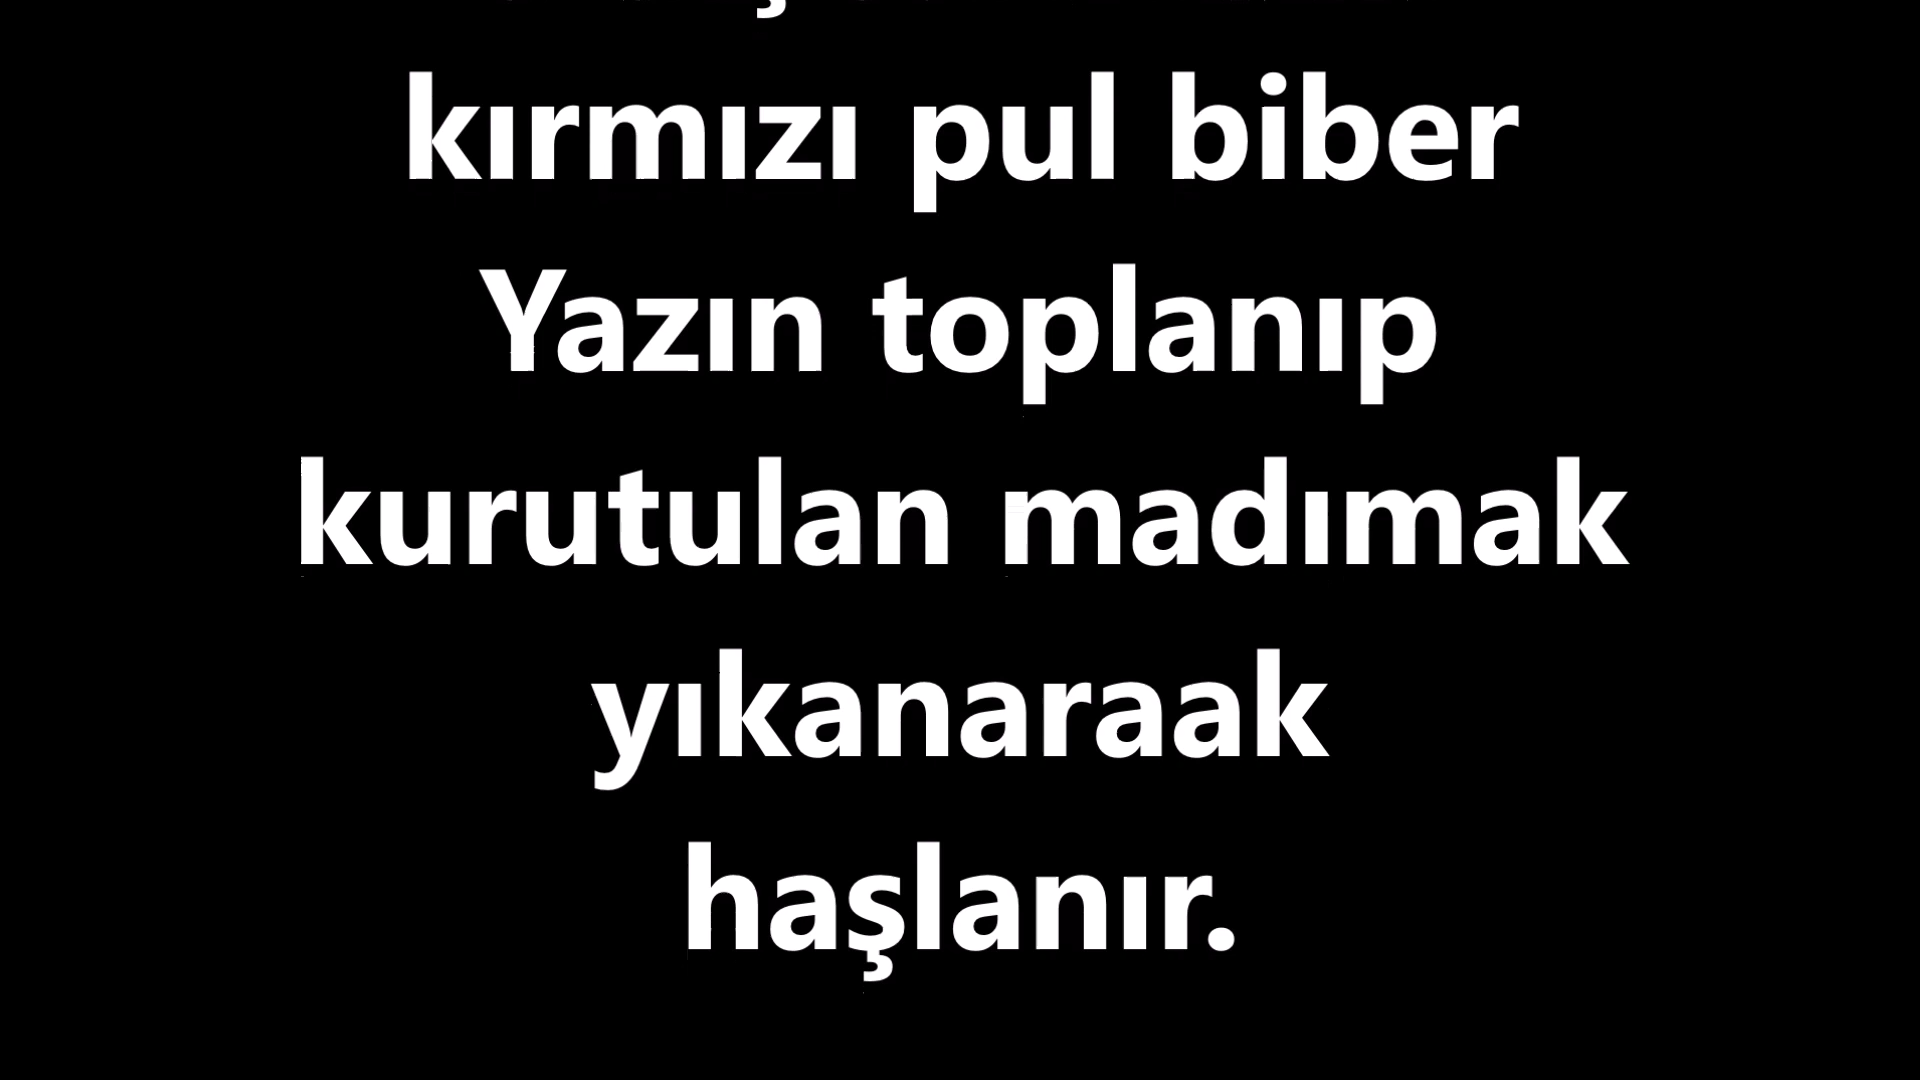 kırmızı pul biber
Yazın toplanıp
kurutulan madımak
yıkanaraak
haşlanır.